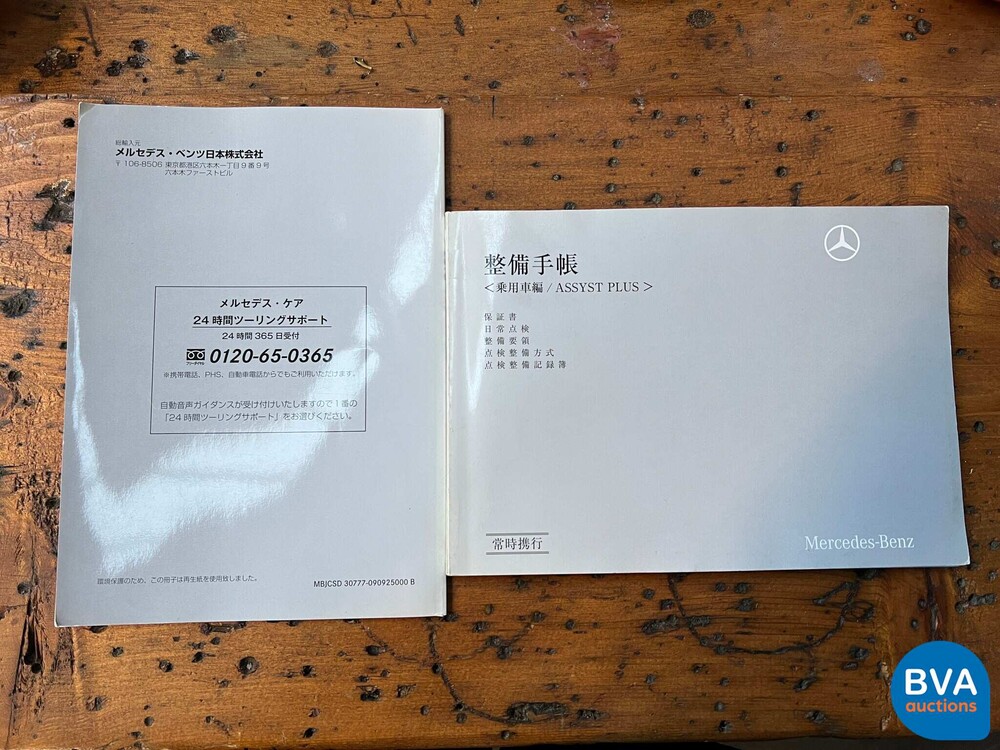 総輸入元
メルセデス・ベンツ日本株式会社
〒106-8506 東京都港区六本木一丁目9番9号
六本木ファーストビル
メルセデス・ケア
24時間ツーリングサポート
24時間365日受付
フリーダイヤル 0120-65-0365
※携帯電話、PHS、自動車電話からでもご利用いただけます。
自動音声ガイダンスが受け付けいたしますので1番の
「24時間ツーリングサポート」をお選びください。
環境保護のため、この冊子は再生紙を使用致しました。
MBJCSD 30777-090925000 B
整備手帳
＜乗用車編/ASSYST PLUS＞
保証書
日常点検
整備要領
点検整備方式
点検整備記録簿
常時携行
Mercedes-Benz
BVA
auctions